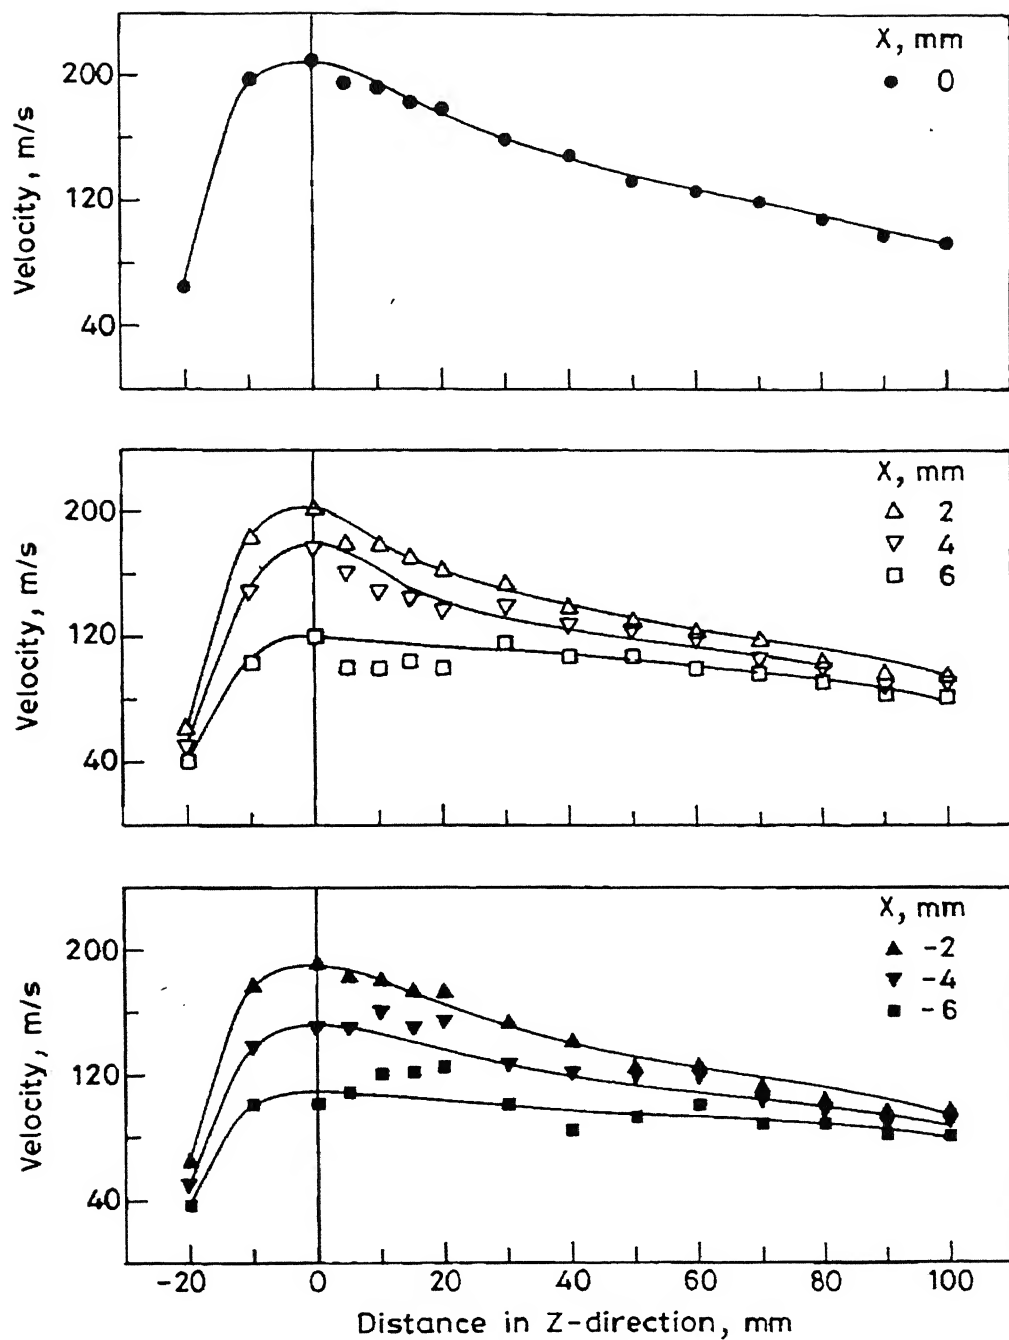 X, mm
● 0
200
120
40
Velocity, m/s
X, mm
△ 2
▽ 4
□ 6
200
120
40
Velocity, m/s
X, mm
▲ -2
▼ -4
■ -6
200
120
40
Velocity, m/s
-20 0 20 40 60 80 100
Distance in Z-direction, mm